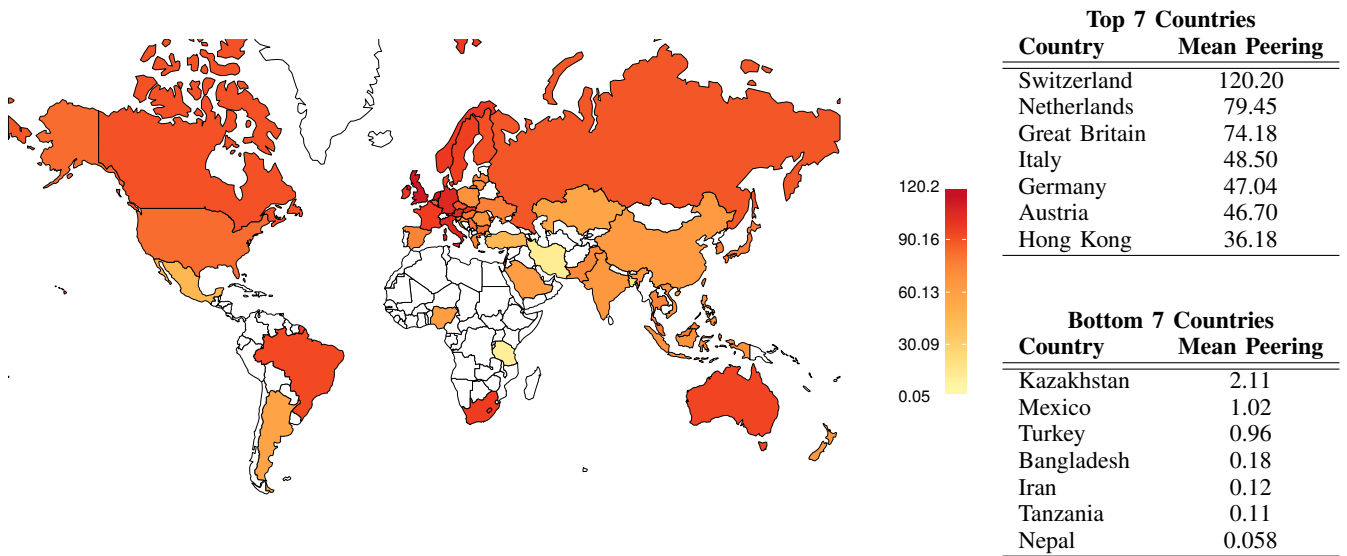 120.2
90.16
60.13
30.09
0.05
Top 7 Countries
Country Mean Peering
Switzerland 120.20
Netherlands 79.45
Great Britain 74.18
Italy 48.50
Germany 47.04
Austria 46.70
Hong Kong 36.18
Bottom 7 Countries
Country Mean Peering
Kazakhstan 2.11
Mexico 1.02
Turkey 0.96
Bangladesh 0.18
Iran 0.12
Tanzania 0.11
Nepal 0.058